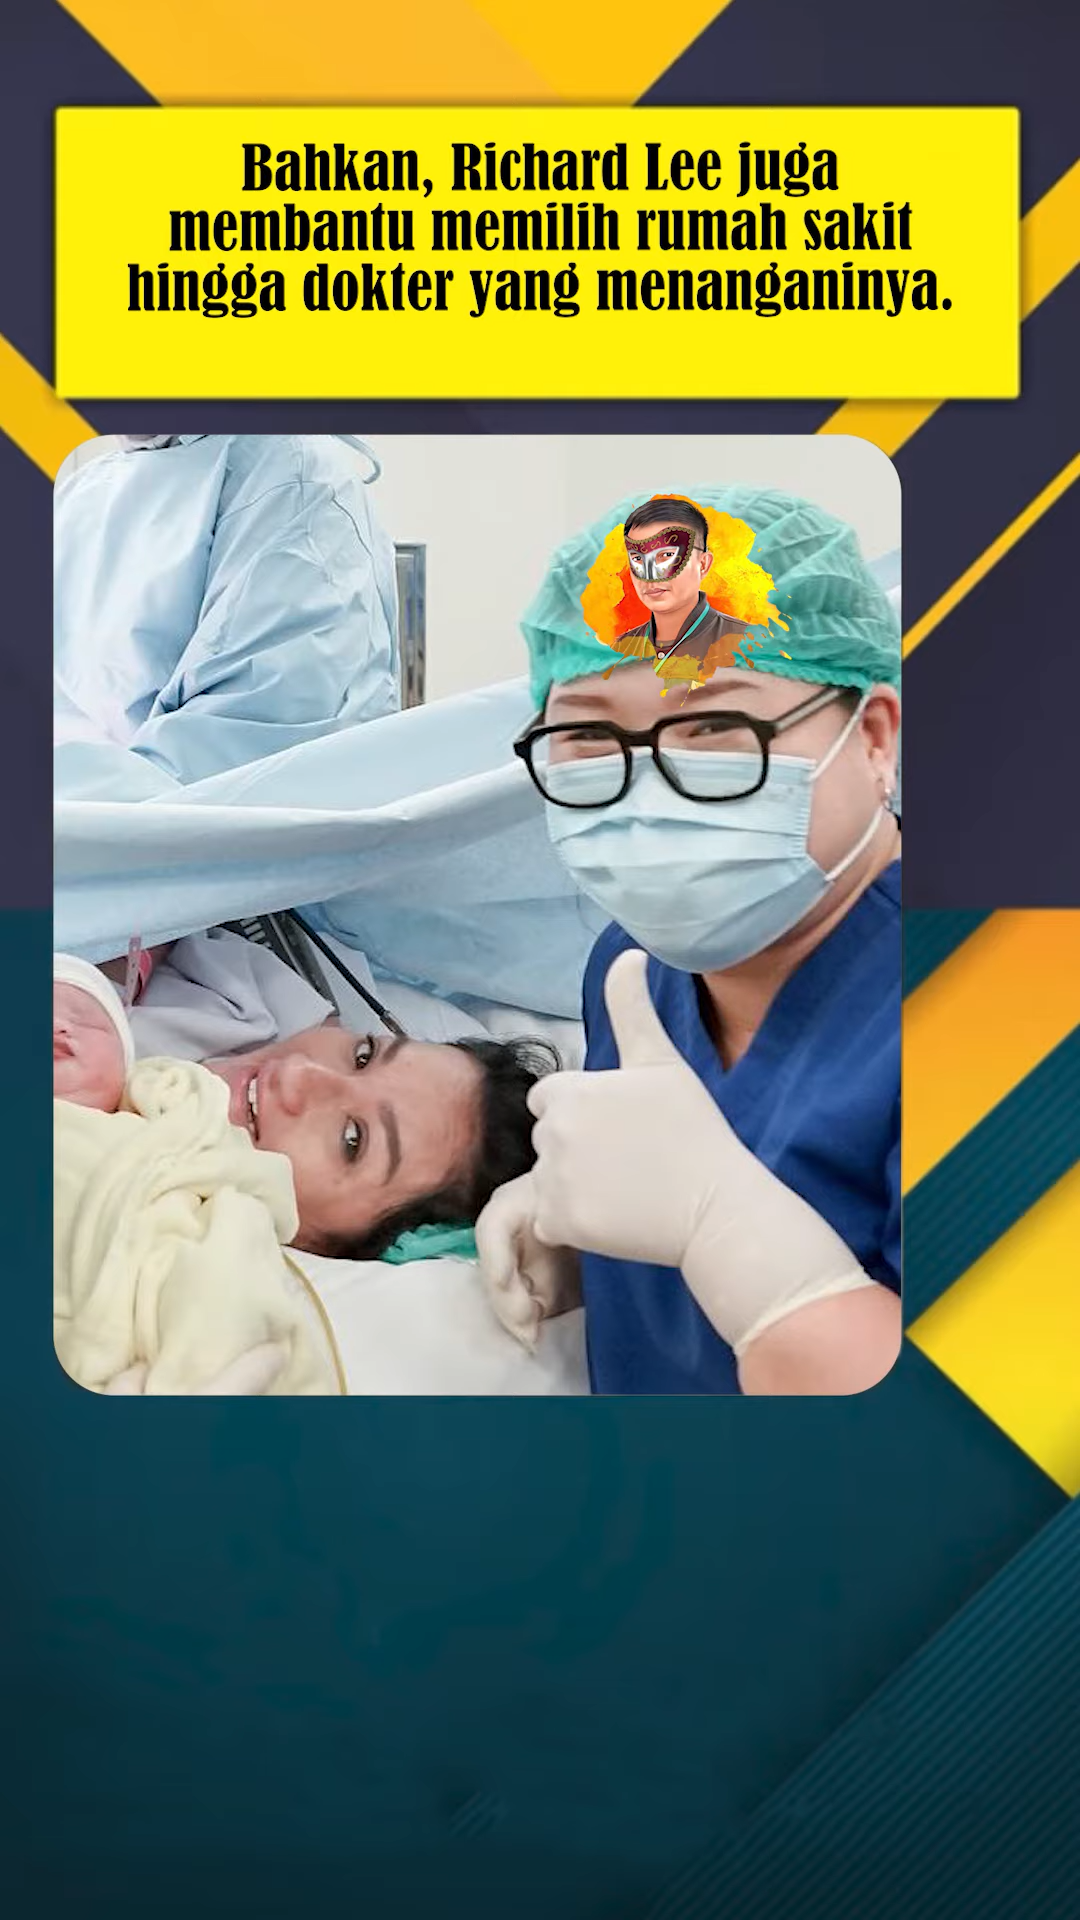 Bahkan, Richard Lee juga
membantu memilih rumah sakit
hingga dokter yang menanganinya.